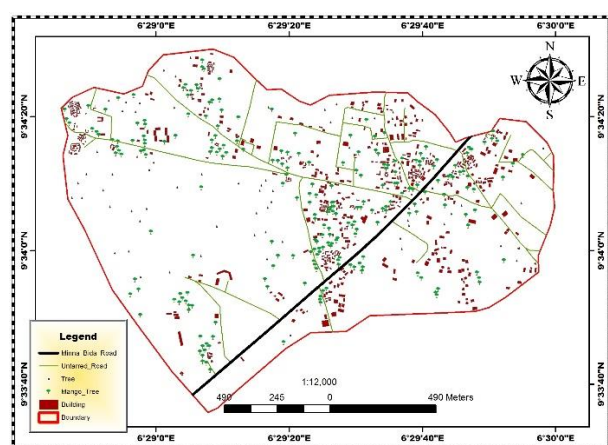 6°29'0"E 6°29'20"E 6°29'40"E 6°30'0"E
N
W E
S
9°34'20"N 9°34'20"N
9°34'0"N 9°34'0"N
9°33'40"N 9°33'40"N
Legend
Minna_Bida_Road
Untarred_Road
Tree
Mango_Tree
Building
Boundary
1:12,000
490 245 0 490 Meters
6°29'0"E 6°29'20"E 6°29'40"E 6°30'0"E